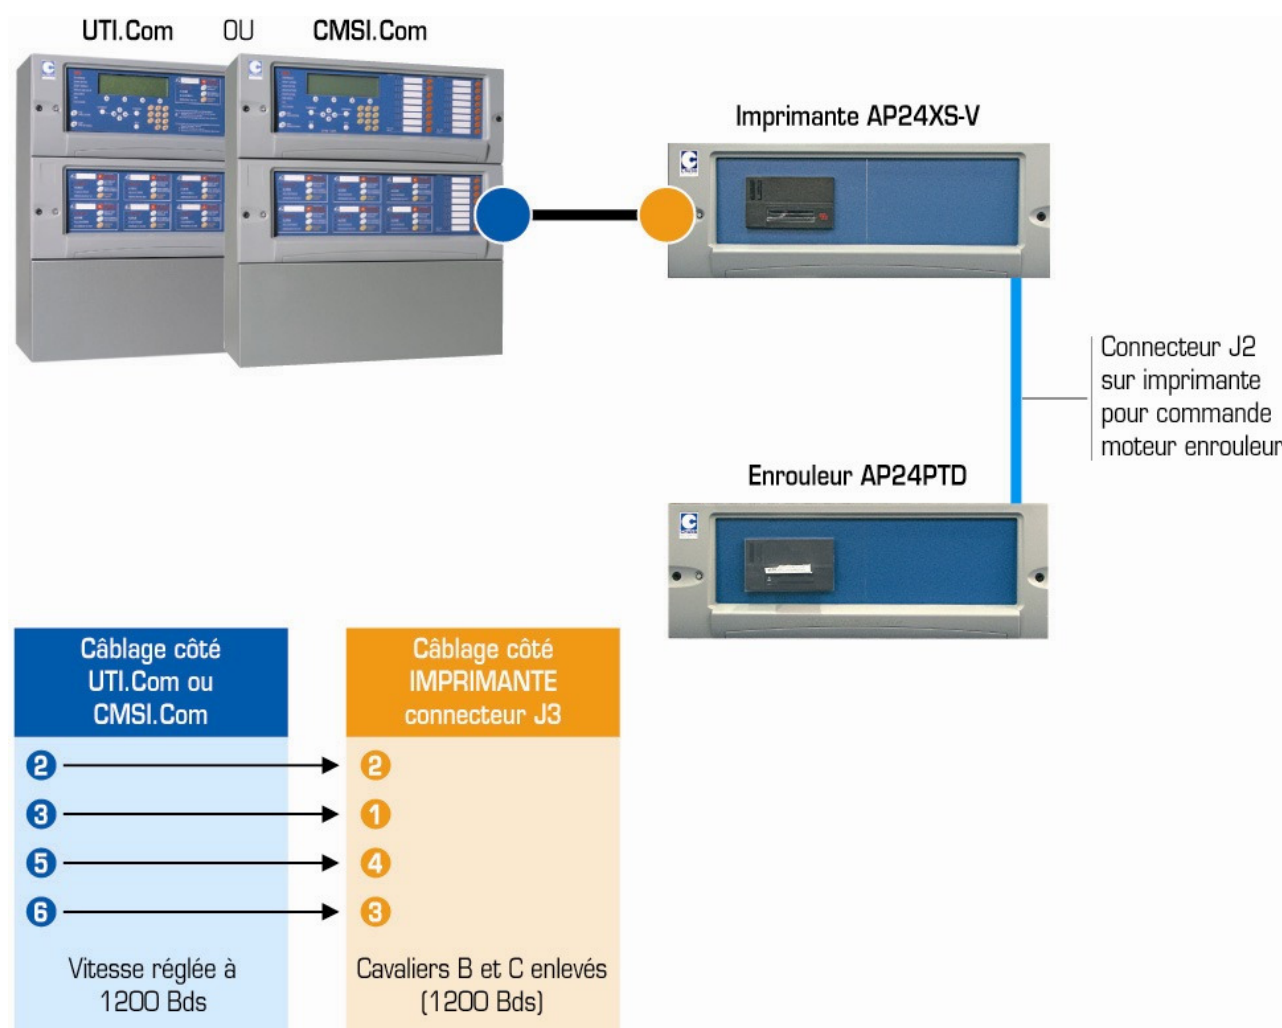 UTI.Com OU CMSI.Com
Imprimante AP24XS-V
Connecteur J2
sur imprimante
pour commande
moteur enrouleur
Enrouleur AP24PTD
Câblage côté
UTI.Com ou
CMSI.Com
Câblage côté
IMPRIMANTE
connecteur J3
2 2
3 1
5 4
6 3
Vitesse réglée à
1200 Bds
Cavaliers B et C enlevés
(1200 Bds)